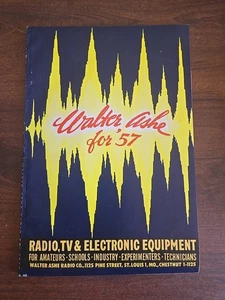 Walter Ashe
for '57
RADIO, TV & ELECTRONIC EQUIPMENT
FOR AMATEURS · SCHOOLS · INDUSTRY · EXPERIMENTERS · TECHNICIANS
WALTER ASHE RADIO CO., 1125 PINE STREET, ST. LOUIS 1, MO., CHESTNUT 1-1125